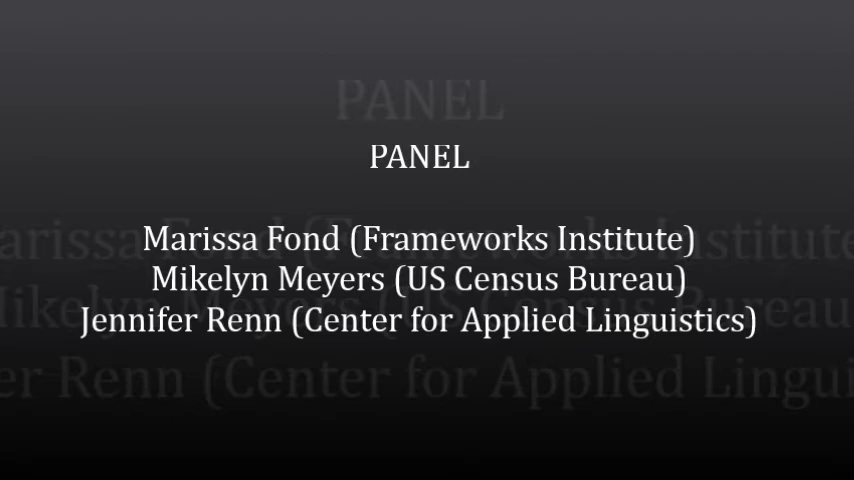 PANEL
Marissa Fond (Frameworks Institute)
Mikelyn Meyers (US Census Bureau)
Jennifer Renn (Center for Applied Linguistics)